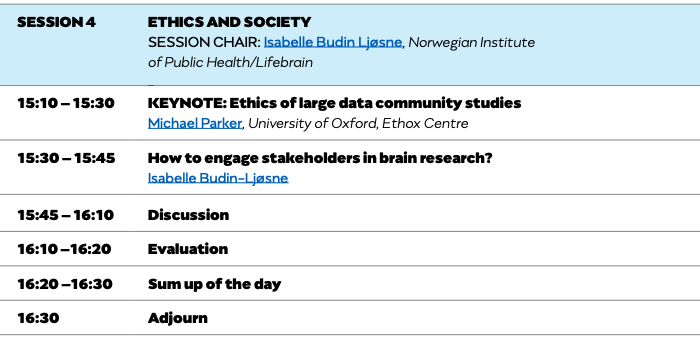 SESSION 4 ETHICS AND SOCIETY
SESSION CHAIR: Isabelle Budin Ljøsne, Norwegian Institute
of Public Health/Lifebrain
15:10 – 15:30 KEYNOTE: Ethics of large data community studies
Michael Parker, University of Oxford, Ethox Centre
15:30 – 15:45 How to engage stakeholders in brain research?
Isabelle Budin-Ljøsne
15:45 – 16:10 Discussion
16:10 –16:20 Evaluation
16:20 –16:30 Sum up of the day
16:30 Adjourn